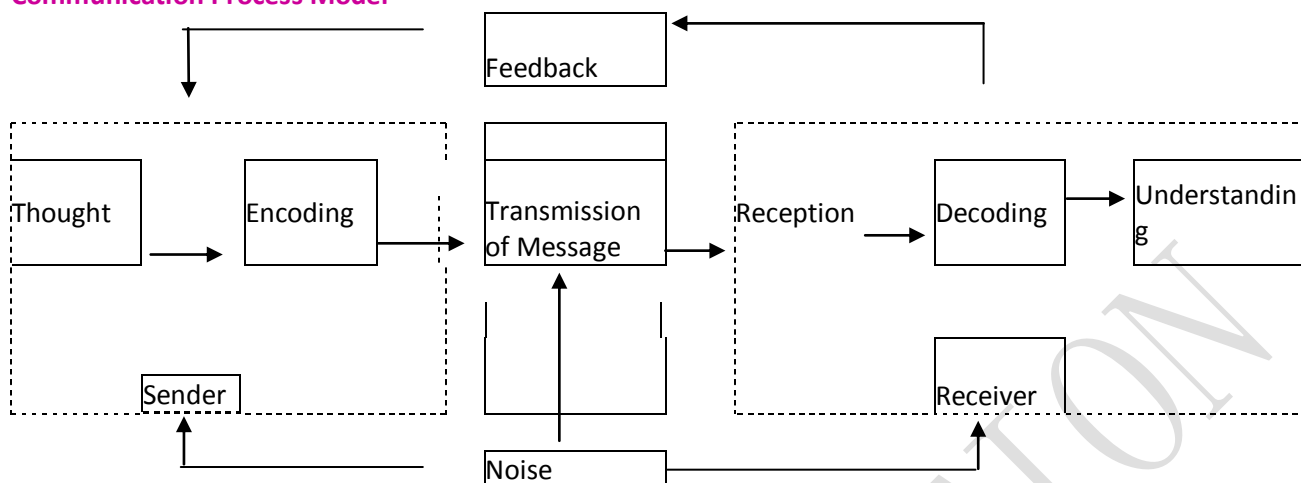 Communication Process Model
Feedback
Thought
Encoding
Transmission
of Message
Reception
Decoding
Understandin
g
Sender
Receiver
Noise